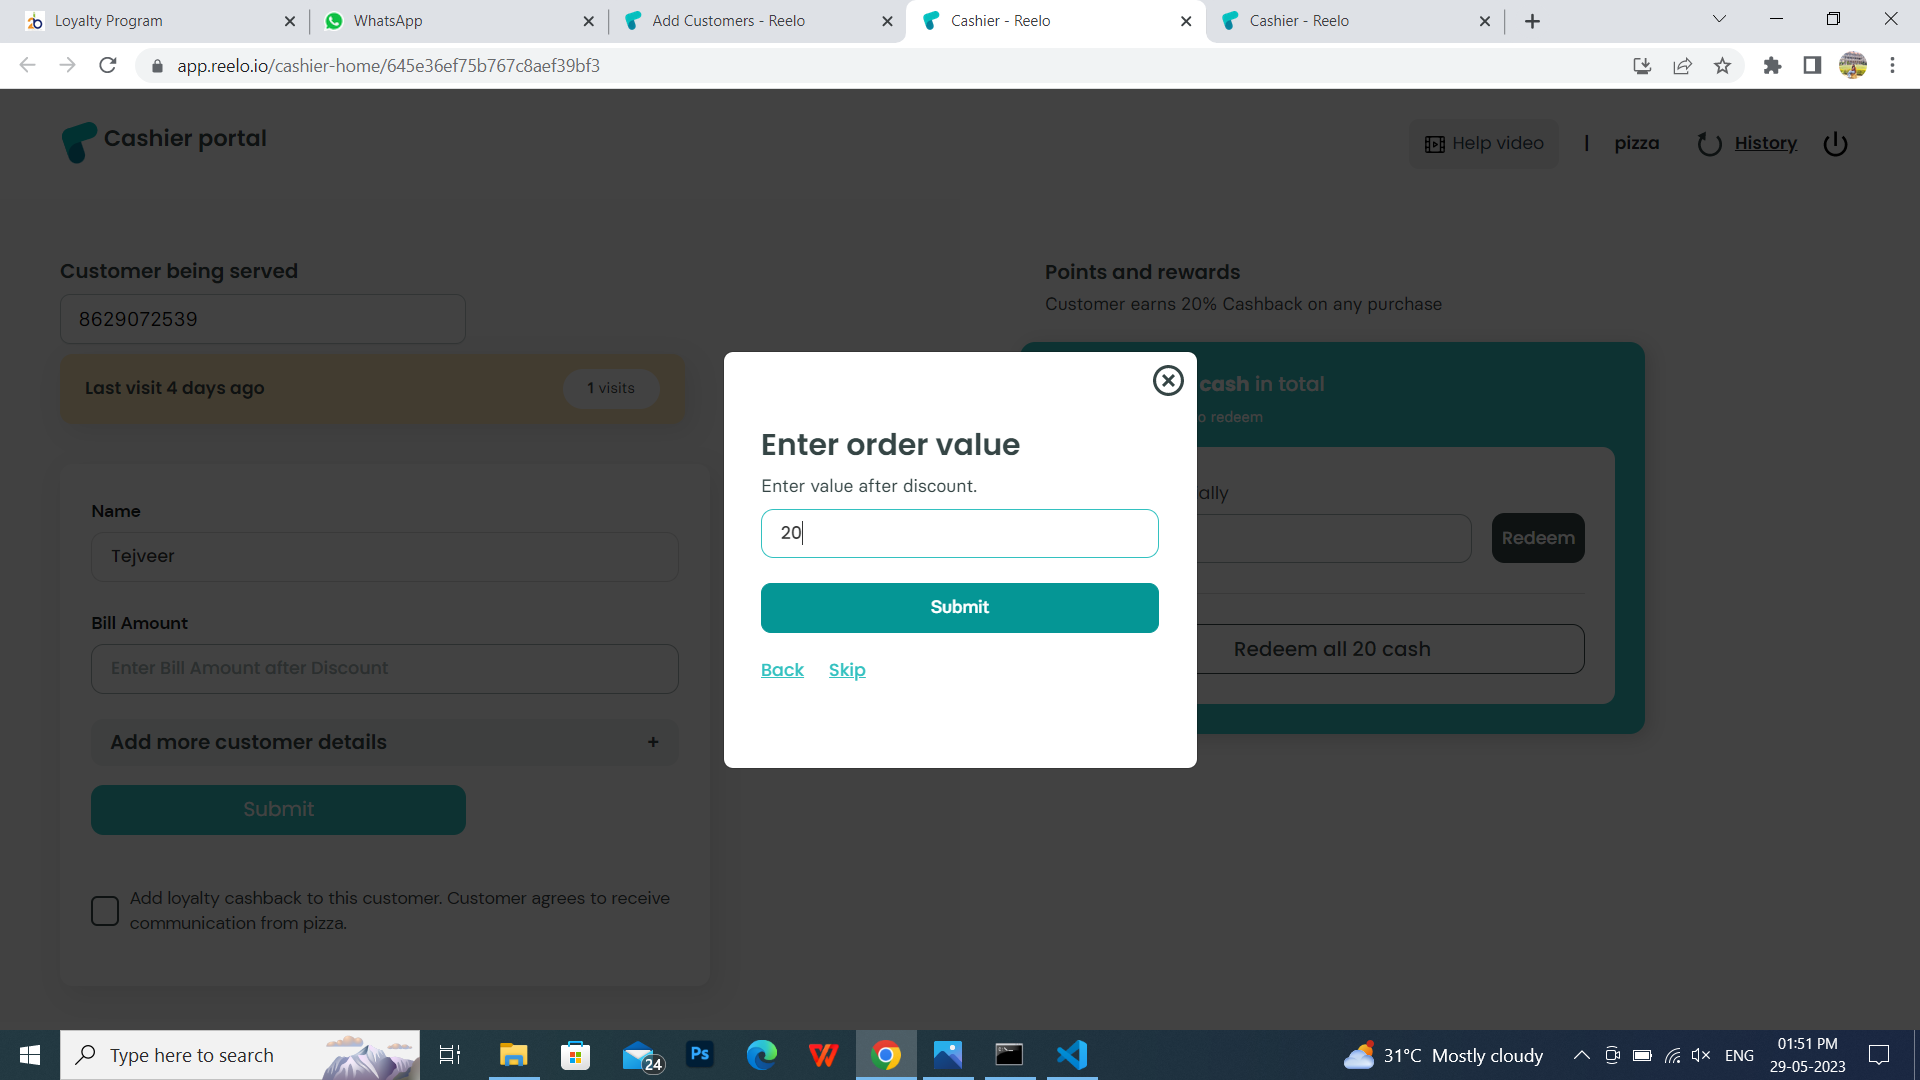 Loyalty Program
WhatsApp
Add Customers - Reelo
Cashier - Reelo
Cashier - Reelo
app.reelo.io/cashier-home/645e36ef75b767c8aef39bf3
Cashier portal
Help video
|
pizza
History
Customer being served
8629072539
Last visit 4 days ago
1 visits
Name
Tejveer
Bill Amount
Enter Bill Amount after Discount
Add more customer details +
Submit
Add loyalty cashback to this customer. Customer agrees to receive
communication from pizza.
Points and rewards
Customer earns 20% Cashback on any purchase
cash in total
o redeem
ally
Redeem
Redeem all 20 cash
Enter order value
Enter value after discount.
20
Submit
Back Skip
Type here to search
24
Ps
31°C Mostly cloudy
ENG
01:51 PM
29-05-2023